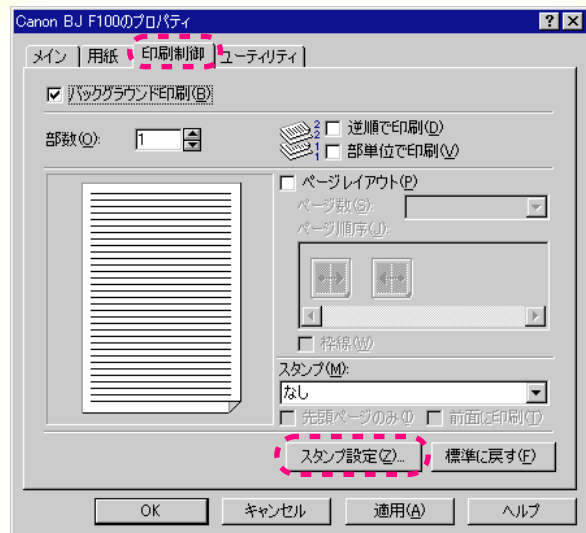 Canon BJ F100のプロパティ
メイン 用紙 印刷制御 ユーティリティ
バックグラウンド印刷(B)
部数(O): 1
2 2 1 1
逆順で印刷(D)
部単位で印刷(V)
ページレイアウト(P)
ページ数(S):
ページ順序(J):
枠線(W)
スタンプ(M):
なし
先頭ページのみ(I) 前面に印刷(T)
スタンプ設定(Z)... 標準に戻す(F)
OK キャンセル 適用(A) ヘルプ